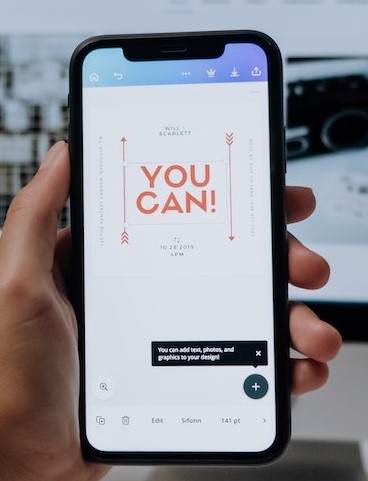 WILL +
SCARLETT
YOU
CAN!
10.28.2019
4PM
You can add text, photos, and
graphics to your design!
Edit
Sifonn
141 pt